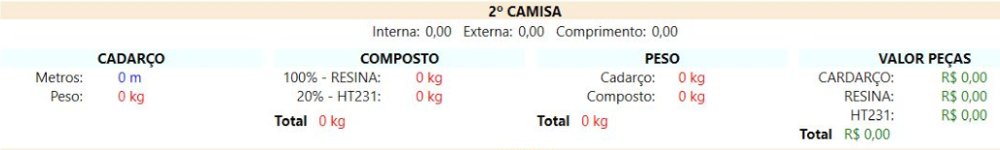 2º CAMISA
Interna: 0,00 Externa: 0,00 Comprimento: 0,00
CADARÇO COMPOSTO PESO VALOR PEÇAS
Metros: 0 m 100% - RESINA: 0 kg Cadarço: 0 kg CARDARÇO: R$ 0,00
Peso: 0 kg 20% - HT231: 0 kg Composto: 0 kg RESINA: R$ 0,00
HT231: R$ 0,00
Total 0 kg Total 0 kg Total R$ 0,00